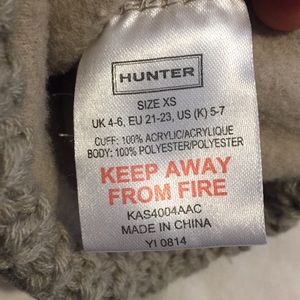 HUNTER
SIZE XS
UK 4-6, EU 21-23, US (K) 5-7
CUFF: 100% ACRYLIC/ACRYLIQUE
BODY: 100% POLYESTER/POLYESTER
KEEP AWAY
FROM FIRE
KAS4004AAC
MADE IN CHINA
YI 0814